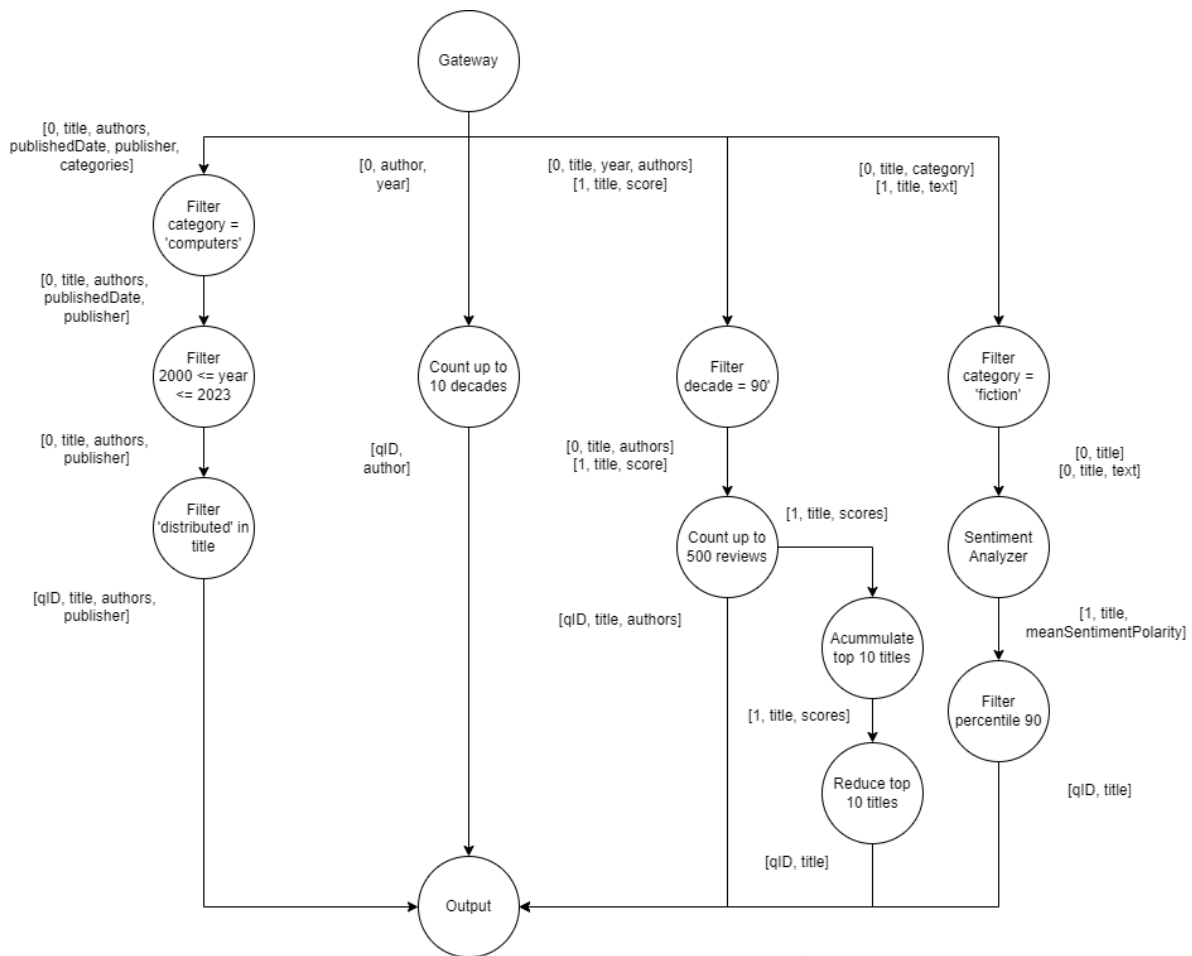 Gateway
[0, title, authors,
publishedDate, publisher,
categories]
[0, author,
year]
[0, title, year, authors]
[1, title, score]
[0, title, category]
[1, title, text]
Filter
category =
'computers'
[0, title, authors,
publishedDate,
publisher]
Filter
2000 <= year
<= 2023
Count up to
10 decades
Filter
decade = 90'
Filter
category =
'fiction'
[0, title, authors,
publisher]
[qID,
author]
[0, title, authors]
[1, title, score]
[0, title]
[0, title, text]
Filter
'distributed' in
title
Count up to
500 reviews
[1, title, scores]
Sentiment
Analyzer
[qID, title, authors,
publisher]
[qID, title, authors]
Acummulate
top 10 titles
[1, title,
meanSentimentPolarity]
[1, title, scores]
Filter
percentile 90
Reduce top
10 titles
[qID, title]
[qID, title]
Output